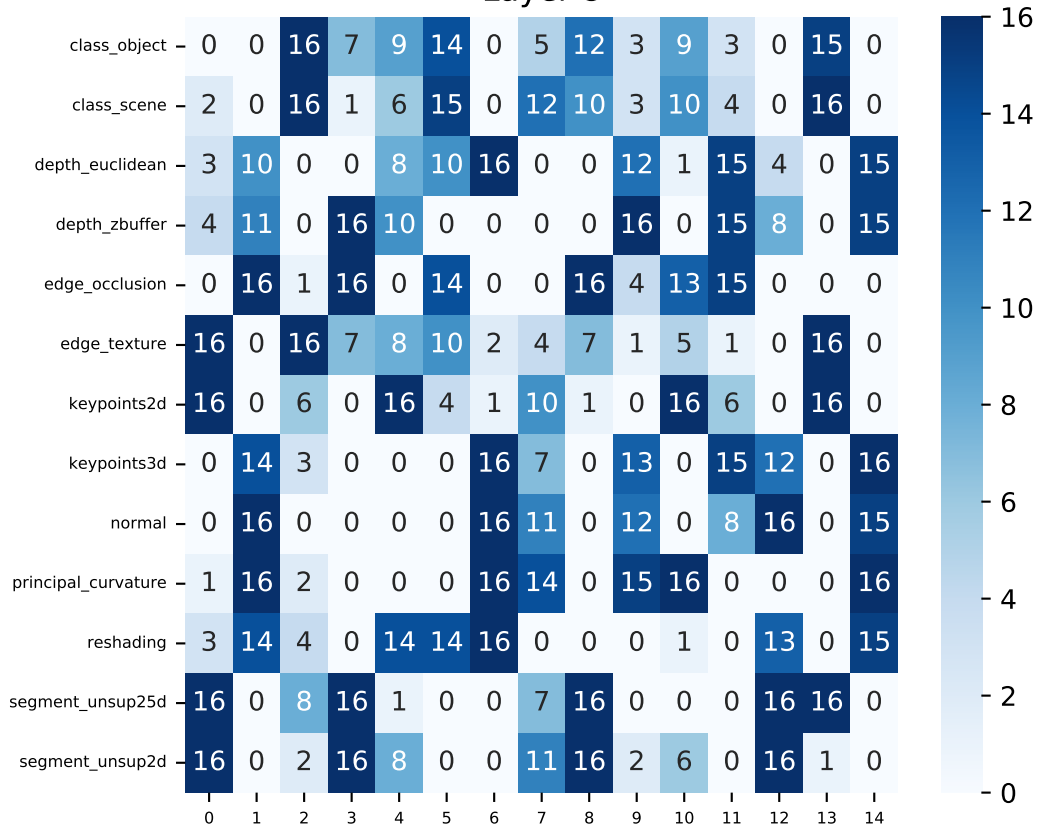 class_object 0 0 16 7 9 14 0 5 12 3 9 3 0 15 0
class_scene 2 0 16 1 6 15 0 12 10 3 10 4 0 16 0
depth_euclidean 3 10 0 0 8 10 16 0 0 12 1 15 4 0 15
depth_zbuffer 4 11 0 16 10 0 0 0 0 16 0 15 8 0 15
edge_occlusion 0 16 1 16 0 14 0 0 16 4 13 15 0 0 0
edge_texture 16 0 16 7 8 10 2 4 7 1 5 1 0 16 0
keypoints2d 16 0 6 0 16 4 1 10 1 0 16 6 0 16 0
keypoints3d 0 14 3 0 0 0 16 7 0 13 0 15 12 0 16
normal 0 16 0 0 0 0 16 11 0 12 0 8 16 0 15
principal_curvature 1 16 2 0 0 0 16 14 0 15 16 0 0 0 16
reshading 3 14 4 0 14 14 16 0 0 0 1 0 13 0 15
segment_unsup25d 16 0 8 16 1 0 0 7 16 0 0 0 16 16 0
segment_unsup2d 16 0 2 16 8 0 0 11 16 2 6 0 16 1 0
0 1 2 3 4 5 6 7 8 9 10 11 12 13 14
16
14
12
10
8
6
4
2
0